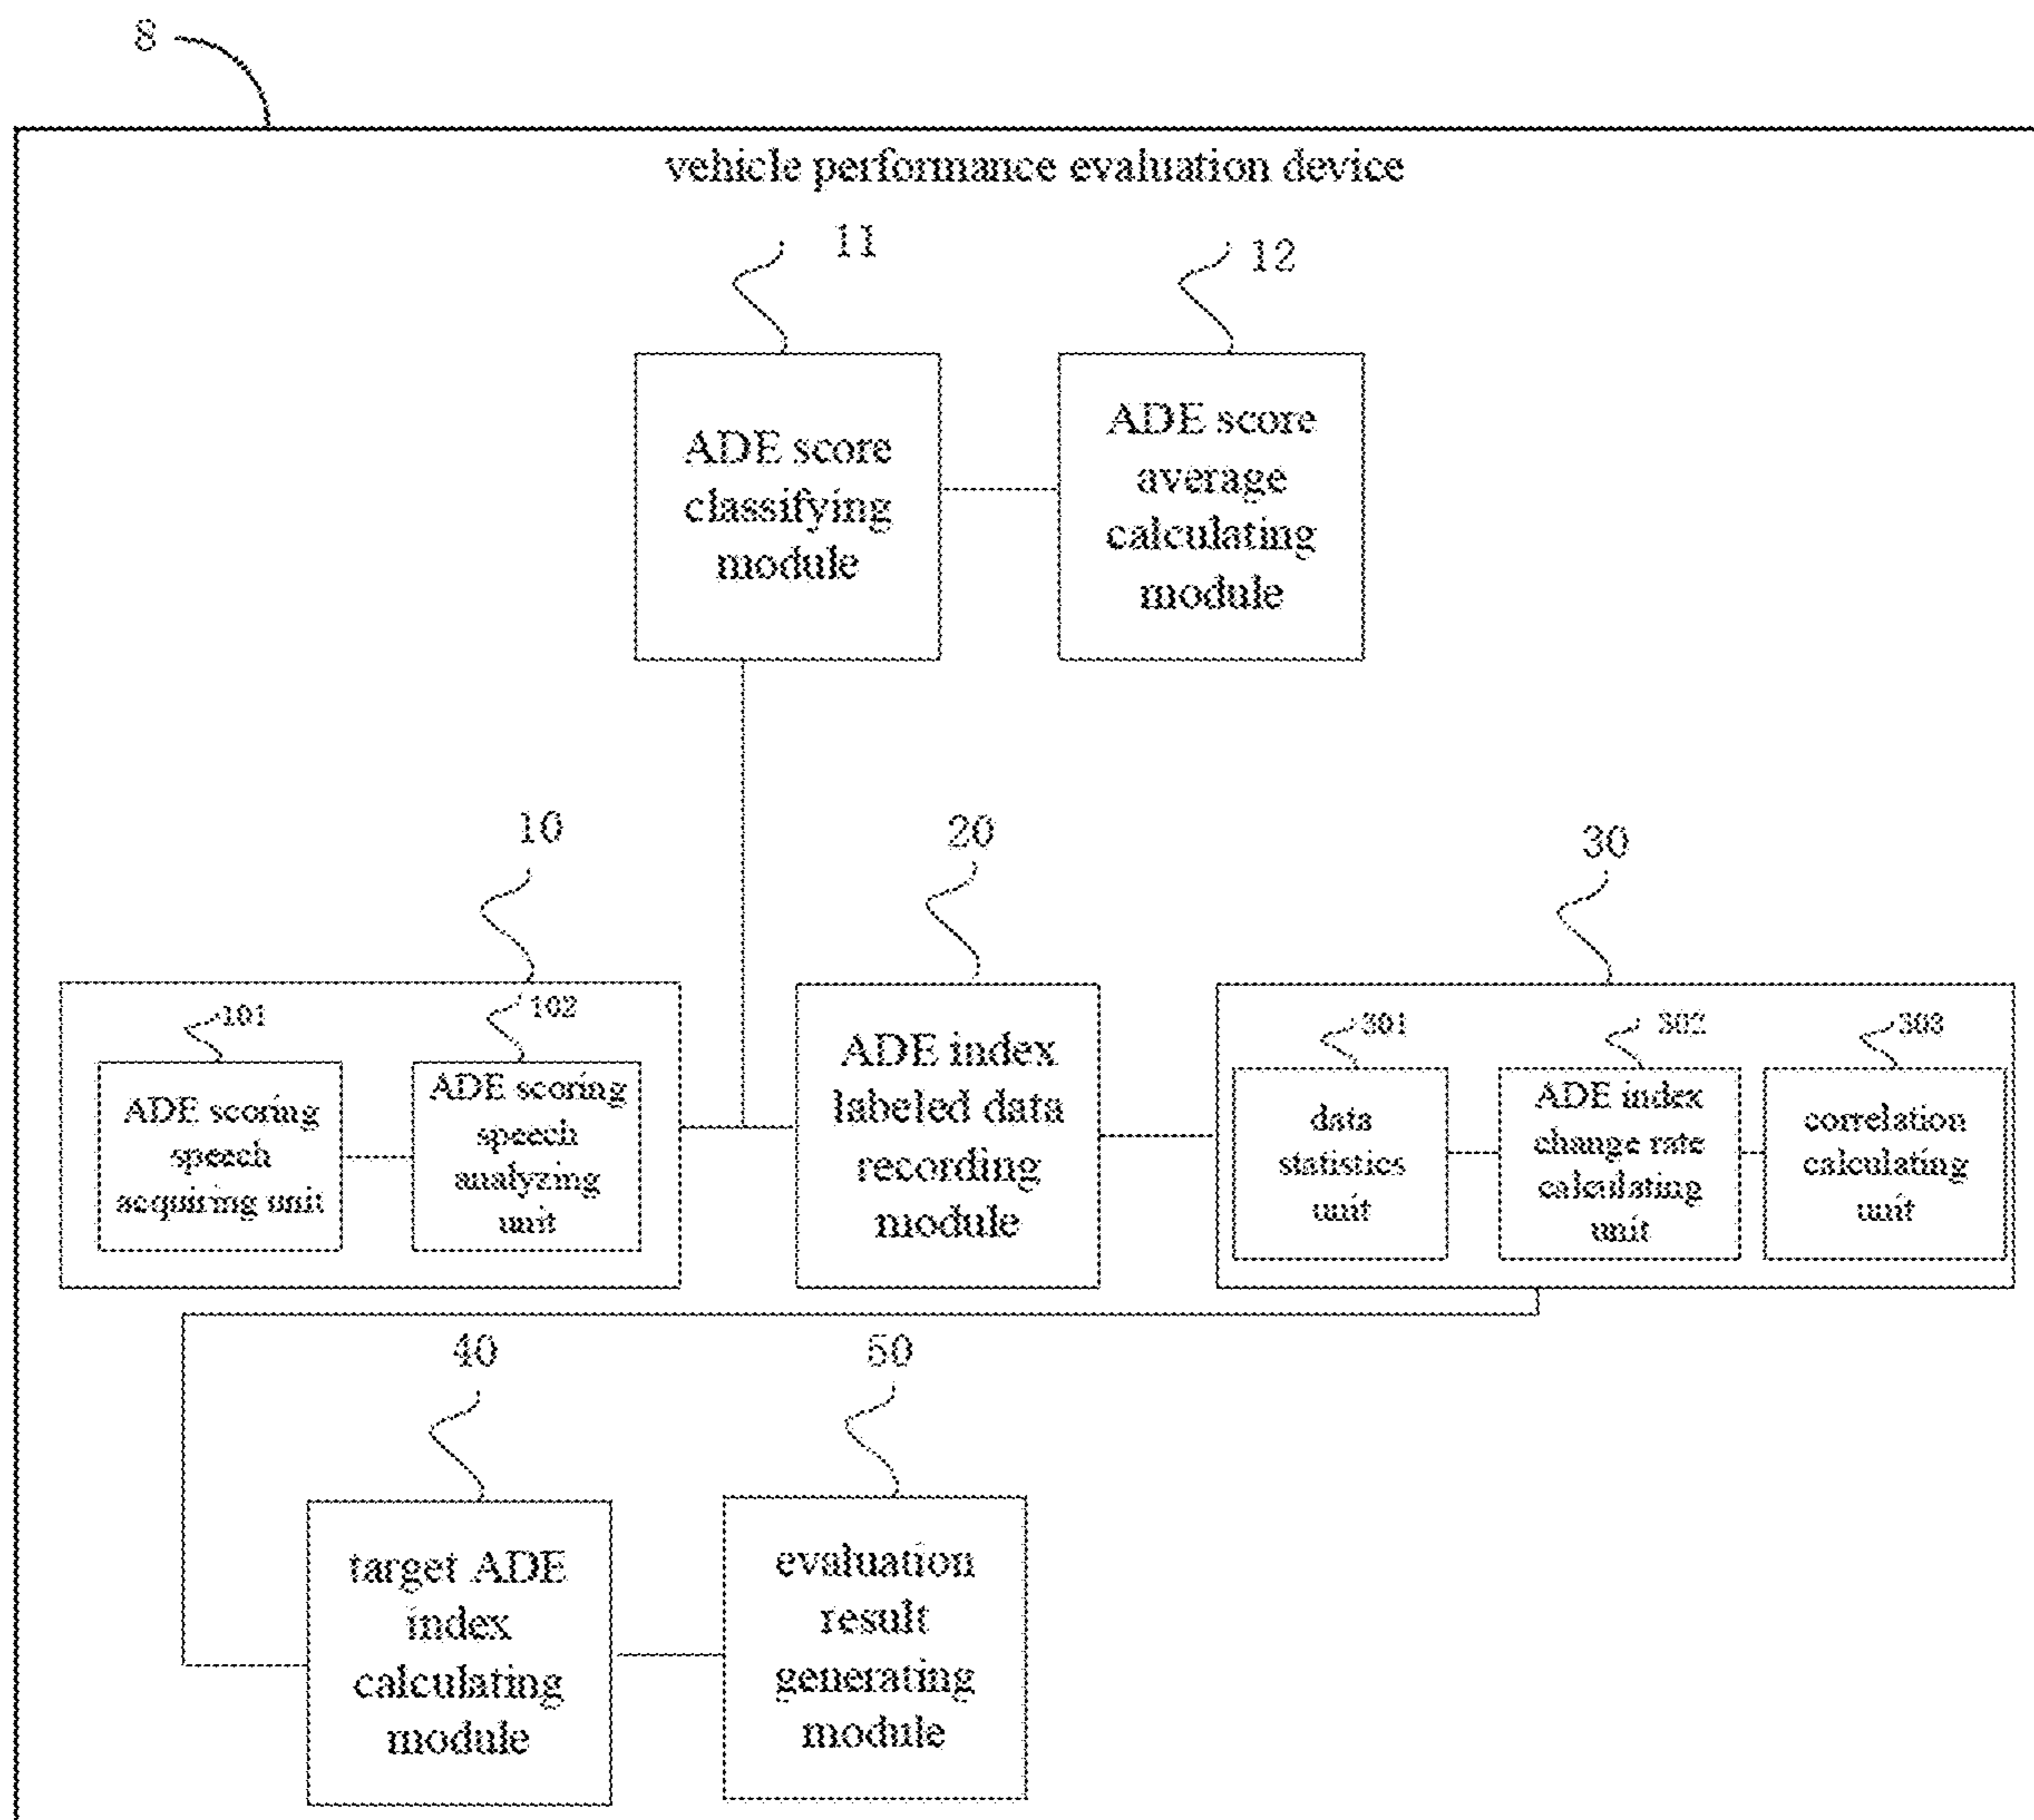 8
vehicle performance evaluation device
11
12
ADE score
classifying
module
ADE score
average
calculating
module
10
20
30
101
102
ADE scoring
speech
acquiring unit
ADE scoring
speech
analyzing
unit
ADE index
labeled data
recording
module
301
302
303
data
statistics
unit
ADE index
change rate
calculating
unit
correlation
calculating
unit
40
50
target ADE
index
calculating
module
evaluation
result
generating
module